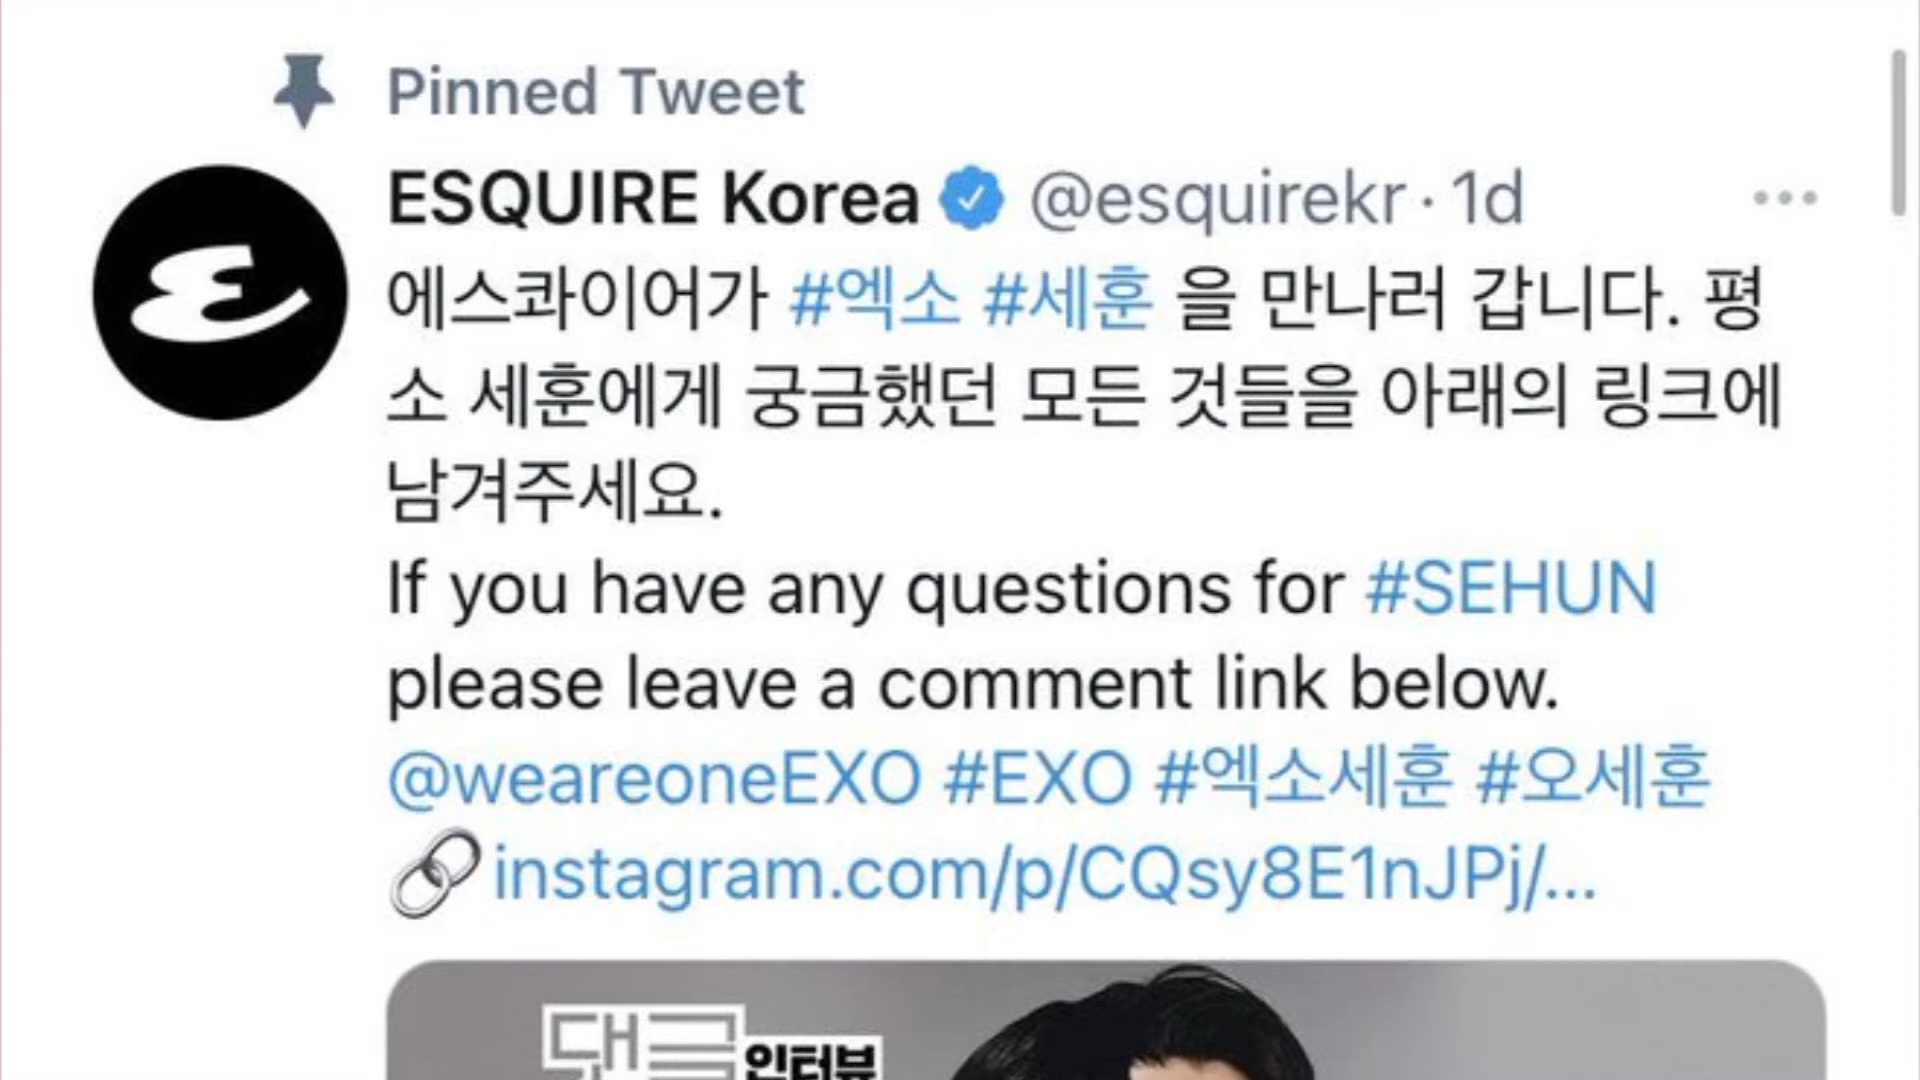 Pinned Tweet
ESQUIRE Korea @esquirekr · 1d
에스콰이어가 #엑소 #세훈 을 만나러 갑니다. 평
소 세훈에게 궁금했던 모든 것들을 아래의 링크에
남겨주세요.
If you have any questions for #SEHUN
please leave a comment link below.
@weareoneEXO #EXO #엑소세훈 #오세훈
instagram.com/p/CQsy8E1nJPj/...
댓글 인터뷰